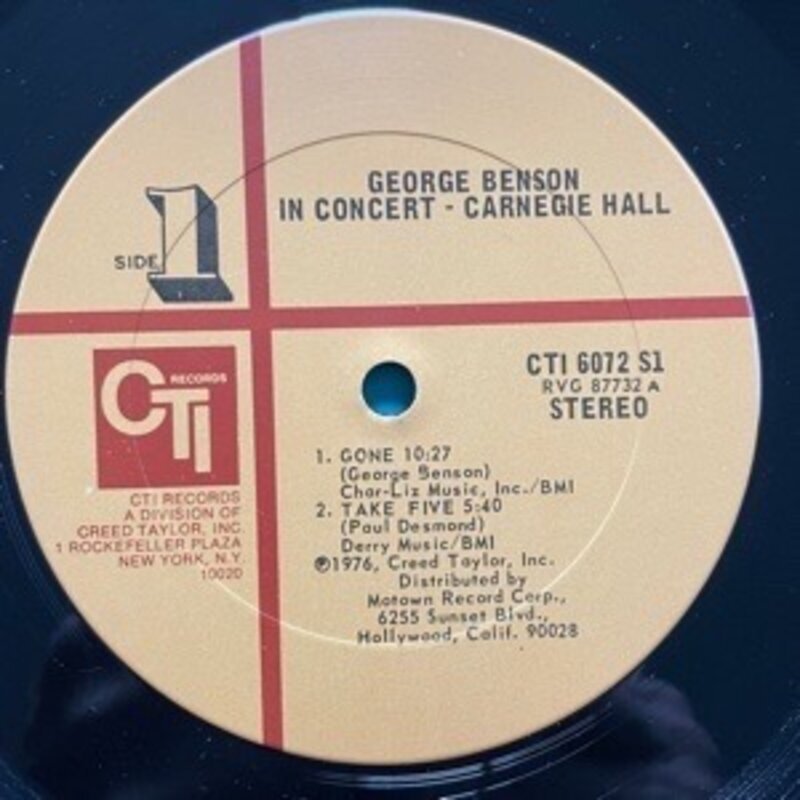 GEORGE BENSON
IN CONCERT - CARNEGIE HALL
SIDE 1
CTI RECORDS
CTI RECORDS
A DIVISION OF
CREED TAYLOR, INC.
1 ROCKEFELLER PLAZA
NEW YORK, N.Y.
10020
CTI 6072 S1
RVG 87732 A
STEREO
1. GONE 10:27
(George Benson)
Char-Liz Music, Inc./BMI
2. TAKE FIVE 5:40
(Paul Desmond)
Derry Music/BMI
℗1976, Creed Taylor, Inc.
Distributed by
Motown Record Corp.,
6255 Sunset Blvd.,
Hollywood, Calif. 90028